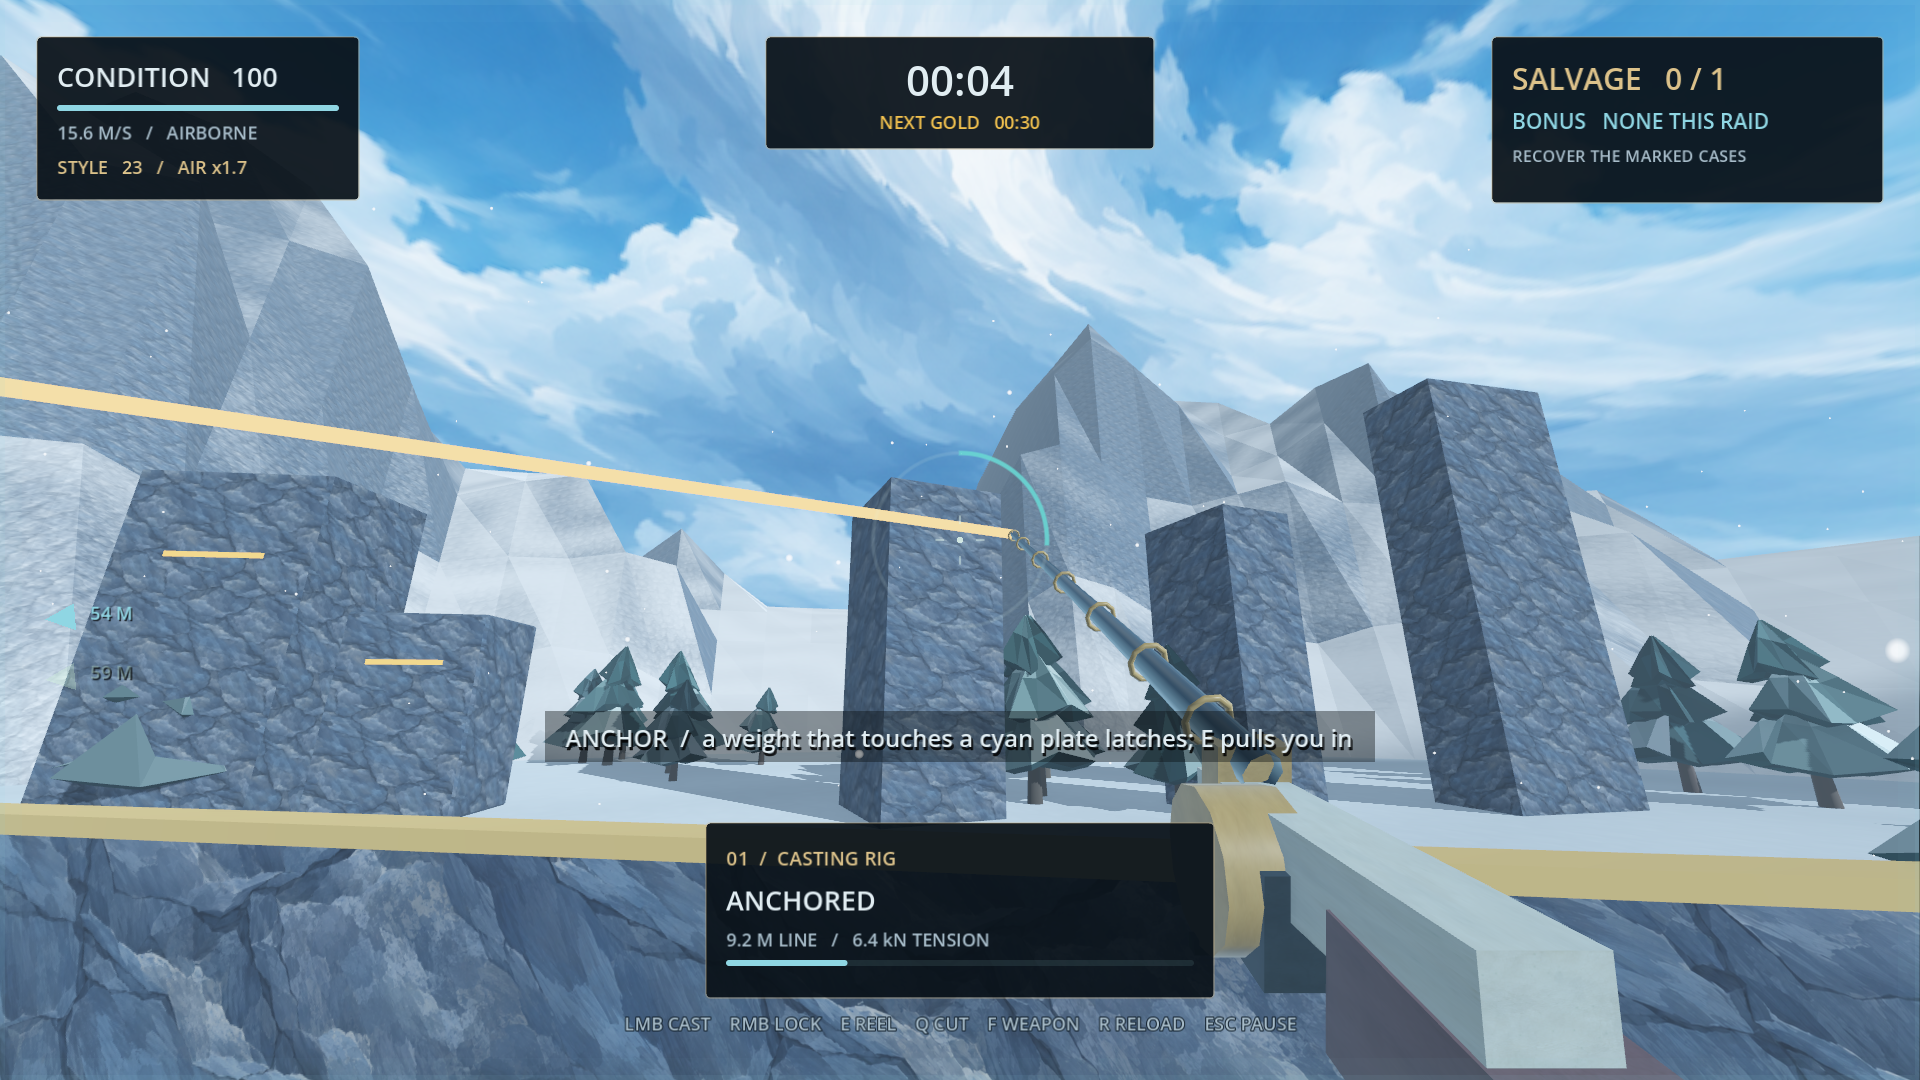 CONDITION 100
15.6 M/S / AIRBORNE
STYLE 23 / AIR x1.7
00:04
NEXT GOLD 00:30
SALVAGE 0 / 1
BONUS NONE THIS RAID
RECOVER THE MARKED CASES
54 M
59 M
ANCHOR / a weight that touches a cyan plate latches; E pulls you in
01 / CASTING RIG
ANCHORED
9.2 M LINE / 6.4 kN TENSION
LMB CAST RMB LOCK E REEL Q CUT F WEAPON R RELOAD ESC PAUSE